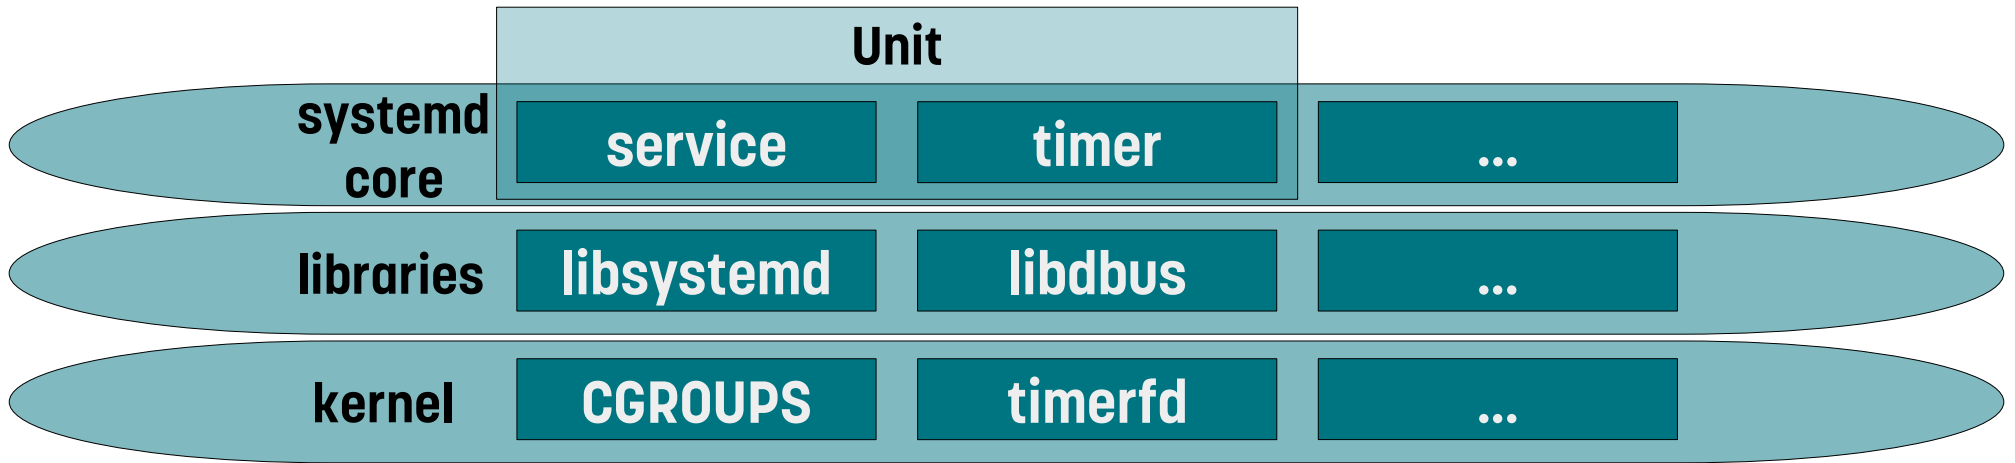 Unit
systemd
core
service
timer
...
libraries
libsystemd
libdbus
...
kernel
CGROUPS
timerfd
...